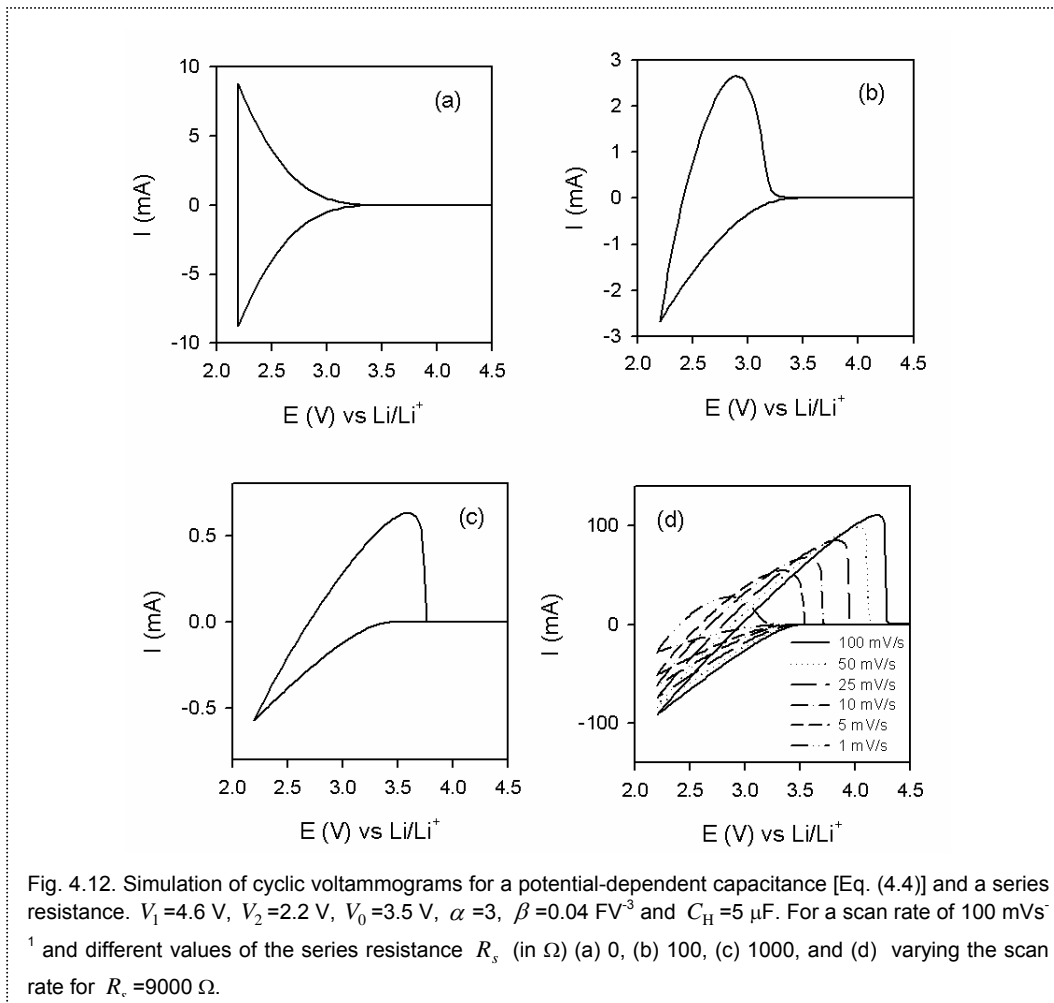 (a)
10
5
0
-5
-10
I (mA)
2.0 2.5 3.0 3.5 4.0 4.5
E (V) vs Li/Li⁺
(b)
3
2
1
0
-1
-2
-3
I (mA)
2.0 2.5 3.0 3.5 4.0 4.5
E (V) vs Li/Li⁺
(c)
0.5
0.0
-0.5
I (mA)
2.0 2.5 3.0 3.5 4.0 4.5
E (V) vs Li/Li⁺
(d)
100
0
-100
I (mA)
100 mV/s
50 mV/s
25 mV/s
10 mV/s
5 mV/s
1 mV/s
2.0 2.5 3.0 3.5 4.0 4.5
E (V) vs Li/Li⁺
Fig. 4.12. Simulation of cyclic voltammograms for a potential-dependent capacitance [Eq. (4.4)] and a series
resistance. V₁=4.6 V, V₂=2.2 V, V₀=3.5 V, α=3, β=0.04 FV⁻³ and C_H=5 μF. For a scan rate of 100 mVs⁻
¹ and different values of the series resistance R_s (in Ω) (a) 0, (b) 100, (c) 1000, and (d) varying the scan
rate for R_s=9000 Ω.